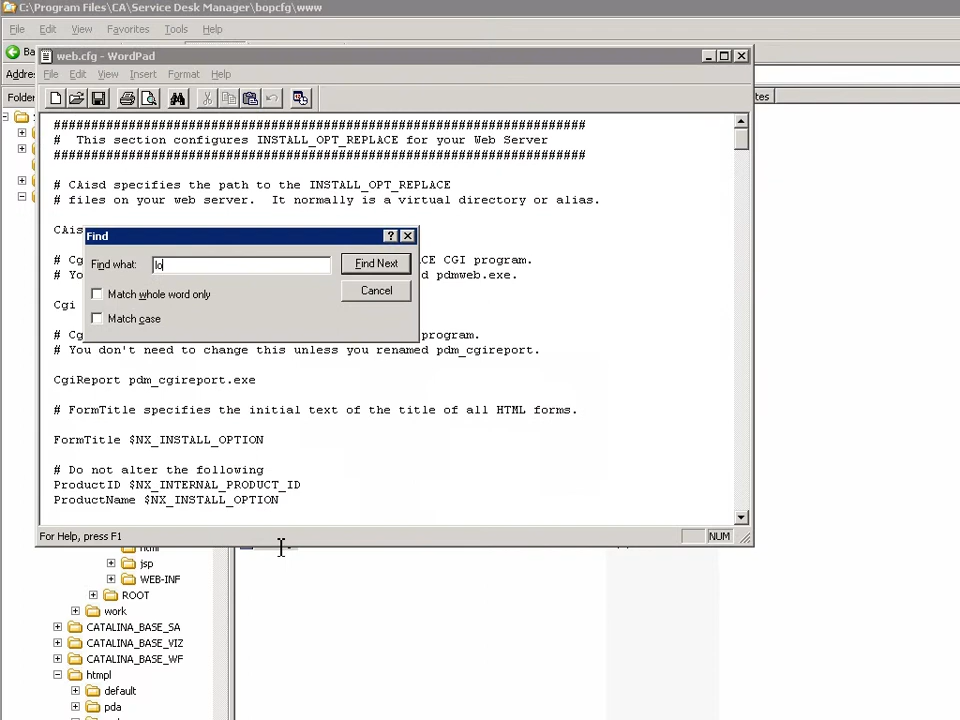 C:\Program Files\CA\Service Desk Manager\bopcfg\www
File Edit View Favorites Tools Help
Ba
Addre
Folder
tes
web.cfg - WordPad
File Edit View Insert Format Help
#######################################################################
# This section configures INSTALL_OPT_REPLACE for your Web Server
#######################################################################
# CAisd specifies the path to the INSTALL_OPT_REPLACE
# files on your web server. It normally is a virtual directory or alias.
CAis
# Cg
CE CGI program.
# Yo
d pdmweb.exe.
Cgi
# Cg
program.
# You don't need to change this unless you renamed pdm_cgireport.
CgiReport pdm_cgireport.exe
# FormTitle specifies the initial text of the title of all HTML forms.
FormTitle $NX_INSTALL_OPTION
# Do not alter the following
ProductID $NX_INTERNAL_PRODUCT_ID
ProductName $NX_INSTALL_OPTION
Find
Find what: lo
Find Next
Match whole word only
Cancel
Match case
For Help, press F1
NUM
html
jsp
WEB-INF
ROOT
work
CATALINA_BASE_SA
CATALINA_BASE_VIZ
CATALINA_BASE_WF
htmpl
default
pda